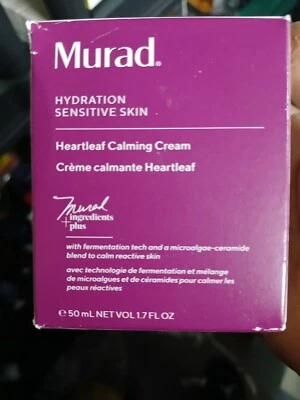 Murad®
HYDRATION
SENSITIVE SKIN
Heartleaf Calming Cream
Crème calmante Heartleaf
Murad
+ingredients
plus
with fermentation tech and a microalgae-ceramide
blend to calm reactive skin
avec technologie de fermentation et mélange
de microalgues et de céramides pour calmer les
peaux réactives
℮ 50 mL NET VOL 1.7 FL OZ